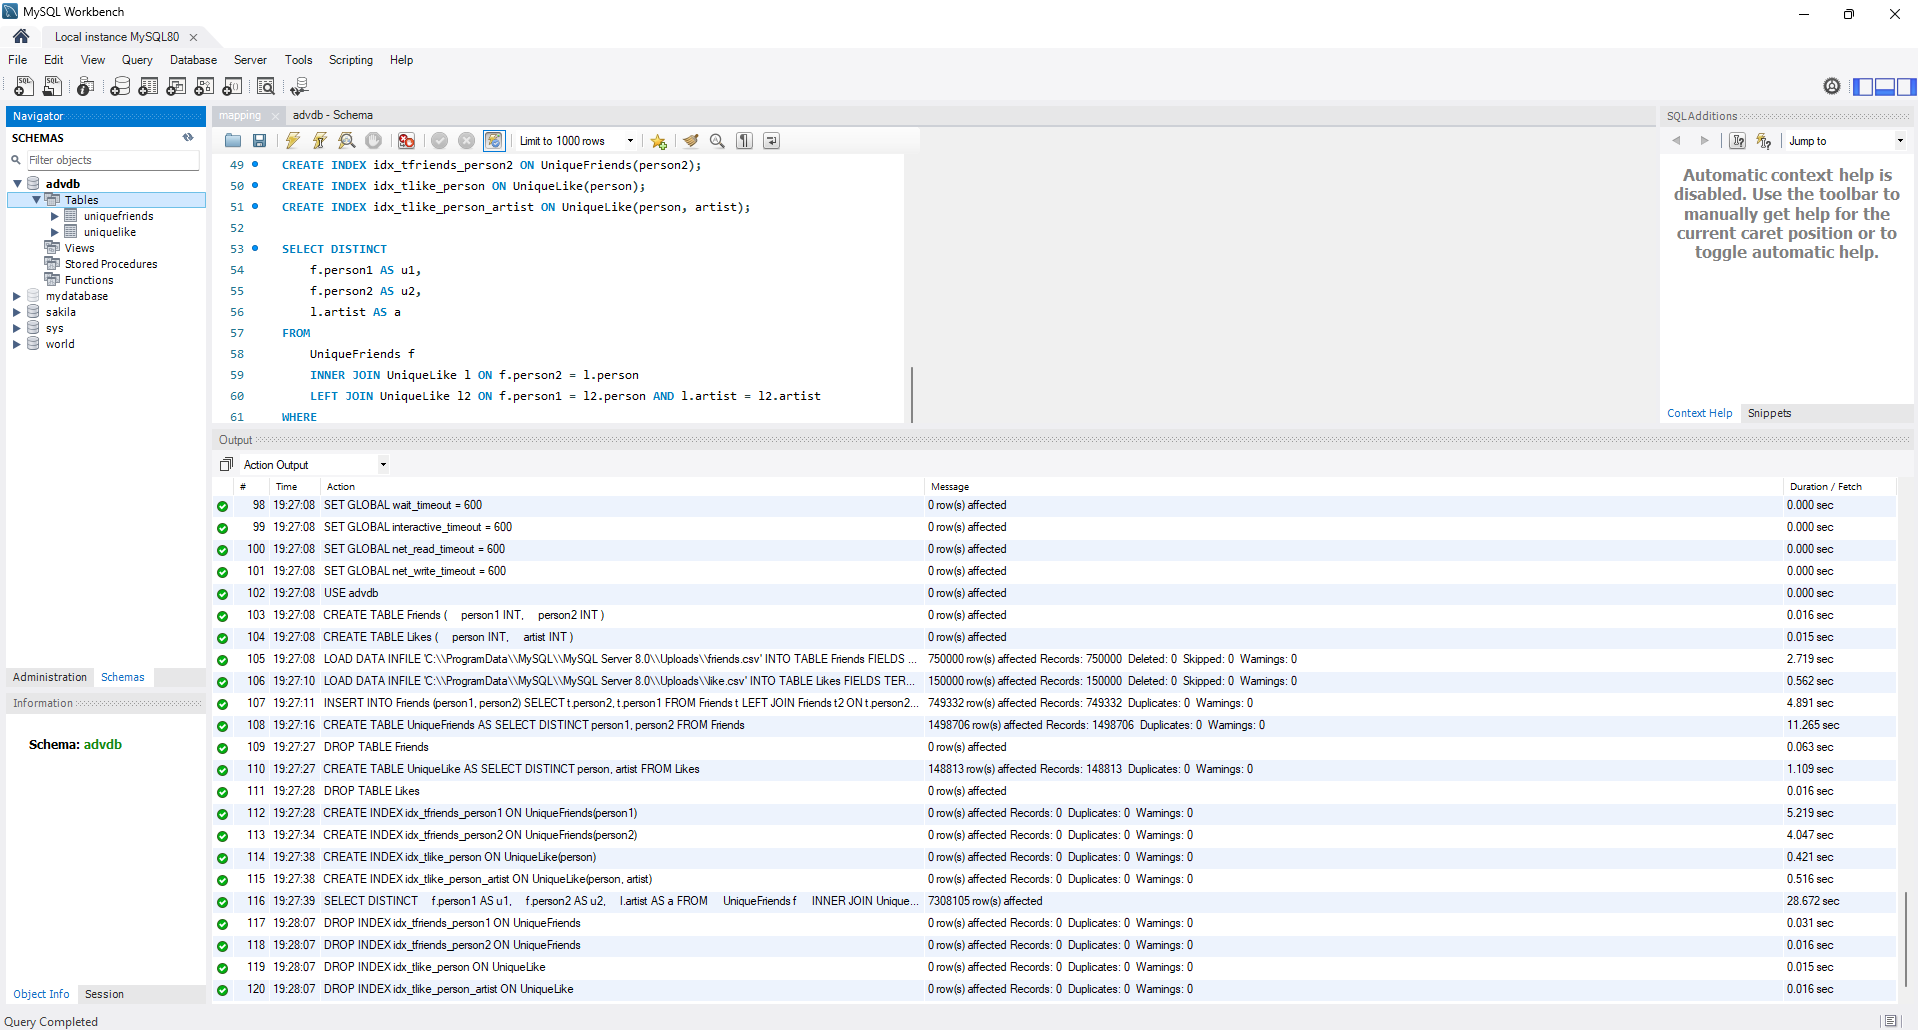 MySQL Workbench
Local instance MySQL80
File Edit View Query Database Server Tools Scripting Help
Navigator
SCHEMAS
Filter objects
advdb
Tables
uniquefriends
uniquelike
Views
Stored Procedures
Functions
mydatabase
sakila
sys
world
Administration Schemas
Information
Schema: advdb
Object Info Session
mapping advdb - Schema
Limit to 1000 rows
49 CREATE INDEX idx_tfriends_person2 ON UniqueFriends(person2);
50 CREATE INDEX idx_tlike_person ON UniqueLike(person);
51 CREATE INDEX idx_tlike_person_artist ON UniqueLike(person, artist);
52
53 SELECT DISTINCT
54 f.person1 AS u1,
55 f.person2 AS u2,
56 l.artist AS a
57 FROM
58 UniqueFriends f
59 INNER JOIN UniqueLike l ON f.person2 = l.person
60 LEFT JOIN UniqueLike l2 ON f.person1 = l2.person AND l.artist = l2.artist
61 WHERE
SQLAdditions
Jump to
Automatic context help is
disabled. Use the toolbar to
manually get help for the
current caret position or to
toggle automatic help.
Context Help Snippets
Output
Action Output
# Time Action Message Duration / Fetch
98 19:27:08 SET GLOBAL wait_timeout = 600 0 row(s) affected 0.000 sec
99 19:27:08 SET GLOBAL interactive_timeout = 600 0 row(s) affected 0.000 sec
100 19:27:08 SET GLOBAL net_read_timeout = 600 0 row(s) affected 0.000 sec
101 19:27:08 SET GLOBAL net_write_timeout = 600 0 row(s) affected 0.000 sec
102 19:27:08 USE advdb 0 row(s) affected 0.000 sec
103 19:27:08 CREATE TABLE Friends ( person1 INT, person2 INT ) 0 row(s) affected 0.016 sec
104 19:27:08 CREATE TABLE Likes ( person INT, artist INT ) 0 row(s) affected 0.015 sec
105 19:27:08 LOAD DATA INFILE 'C:\\ProgramData\\MySQL\\MySQL Server 8.0\\Uploads\\friends.csv' INTO TABLE Friends FIELDS ... 750000 row(s) affected Records: 750000 Deleted: 0 Skipped: 0 Warnings: 0 2.719 sec
106 19:27:10 LOAD DATA INFILE 'C:\\ProgramData\\MySQL\\MySQL Server 8.0\\Uploads\\like.csv' INTO TABLE Likes FIELDS TER... 150000 row(s) affected Records: 150000 Deleted: 0 Skipped: 0 Warnings: 0 0.562 sec
107 19:27:11 INSERT INTO Friends (person1, person2) SELECT t.person2, t.person1 FROM Friends t LEFT JOIN Friends t2 ON t.person2... 749332 row(s) affected Records: 749332 Duplicates: 0 Warnings: 0 4.891 sec
108 19:27:16 CREATE TABLE UniqueFriends AS SELECT DISTINCT person1, person2 FROM Friends 1498706 row(s) affected Records: 1498706 Duplicates: 0 Warnings: 0 11.265 sec
109 19:27:27 DROP TABLE Friends 0 row(s) affected 0.063 sec
110 19:27:27 CREATE TABLE UniqueLike AS SELECT DISTINCT person, artist FROM Likes 148813 row(s) affected Records: 148813 Duplicates: 0 Warnings: 0 1.109 sec
111 19:27:28 DROP TABLE Likes 0 row(s) affected 0.016 sec
112 19:27:28 CREATE INDEX idx_tfriends_person1 ON UniqueFriends(person1) 0 row(s) affected Records: 0 Duplicates: 0 Warnings: 0 5.219 sec
113 19:27:34 CREATE INDEX idx_tfriends_person2 ON UniqueFriends(person2) 0 row(s) affected Records: 0 Duplicates: 0 Warnings: 0 4.047 sec
114 19:27:38 CREATE INDEX idx_tlike_person ON UniqueLike(person) 0 row(s) affected Records: 0 Duplicates: 0 Warnings: 0 0.421 sec
115 19:27:38 CREATE INDEX idx_tlike_person_artist ON UniqueLike(person, artist) 0 row(s) affected Records: 0 Duplicates: 0 Warnings: 0 0.516 sec
116 19:27:39 SELECT DISTINCT f.person1 AS u1, f.person2 AS u2, l.artist AS a FROM UniqueFriends f INNER JOIN Unique... 7308105 row(s) affected 28.672 sec
117 19:28:07 DROP INDEX idx_tfriends_person1 ON UniqueFriends 0 row(s) affected Records: 0 Duplicates: 0 Warnings: 0 0.031 sec
118 19:28:07 DROP INDEX idx_tfriends_person2 ON UniqueFriends 0 row(s) affected Records: 0 Duplicates: 0 Warnings: 0 0.016 sec
119 19:28:07 DROP INDEX idx_tlike_person ON UniqueLike 0 row(s) affected Records: 0 Duplicates: 0 Warnings: 0 0.015 sec
120 19:28:07 DROP INDEX idx_tlike_person_artist ON UniqueLike 0 row(s) affected Records: 0 Duplicates: 0 Warnings: 0 0.016 sec
Query Completed